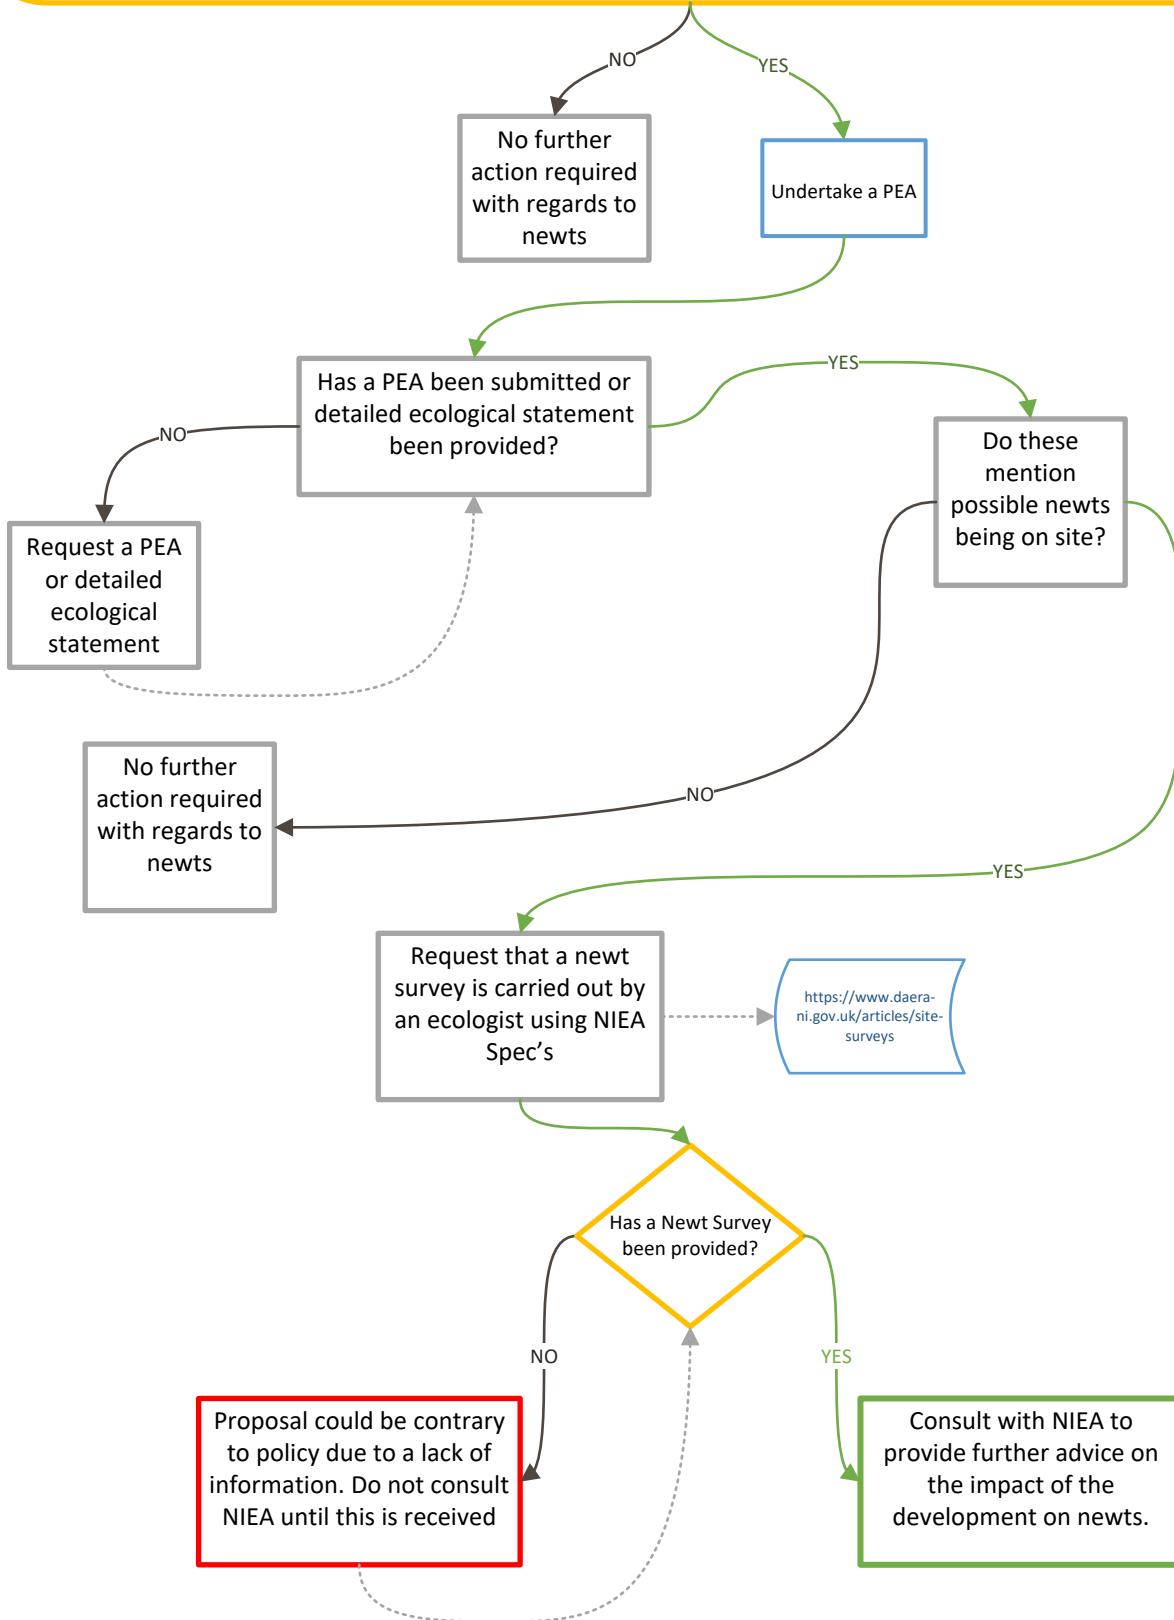 NO
YES
No further
action required
with regards to
newts
Undertake a PEA
Has a PEA been submitted or
detailed ecological statement
been provided?
YES
NO
Do these
mention
possible newts
being on site?
Request a PEA
or detailed
ecological
statement
No further
action required
with regards to
newts
NO
YES
Request that a newt
survey is carried out by
an ecologist using NIEA
Spec’s
https://www.daera-
ni.gov.uk/articles/site-
surveys
Has a Newt Survey
been provided?
NO
YES
Proposal could be contrary
to policy due to a lack of
information. Do not consult
NIEA until this is received
Consult with NIEA to
provide further advice on
the impact of the
development on newts.